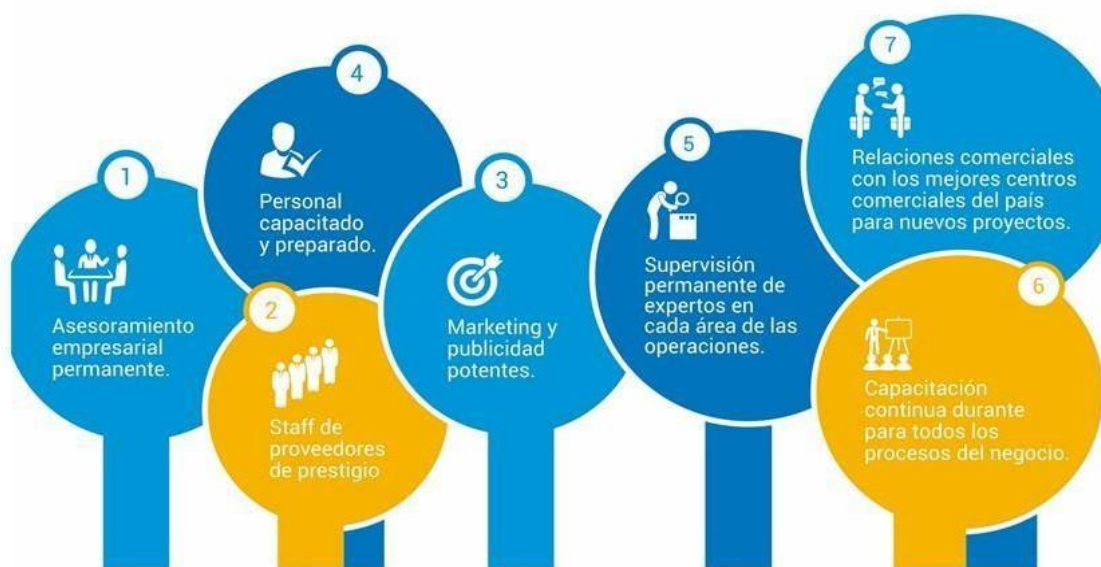 1
Asesoramiento
empresarial
permanente.
2
Staff de
proveedores
de prestigio
3
Marketing y
publicidad
potentes.
4
Personal
capacitado
y preparado.
5
Supervisión
permanente de
expertos en
cada área de las
operaciones.
6
Capacitación
continua durante
para todos los
procesos del negocio.
7
Relaciones comerciales
con los mejores centros
comerciales del país
para nuevos proyectos.